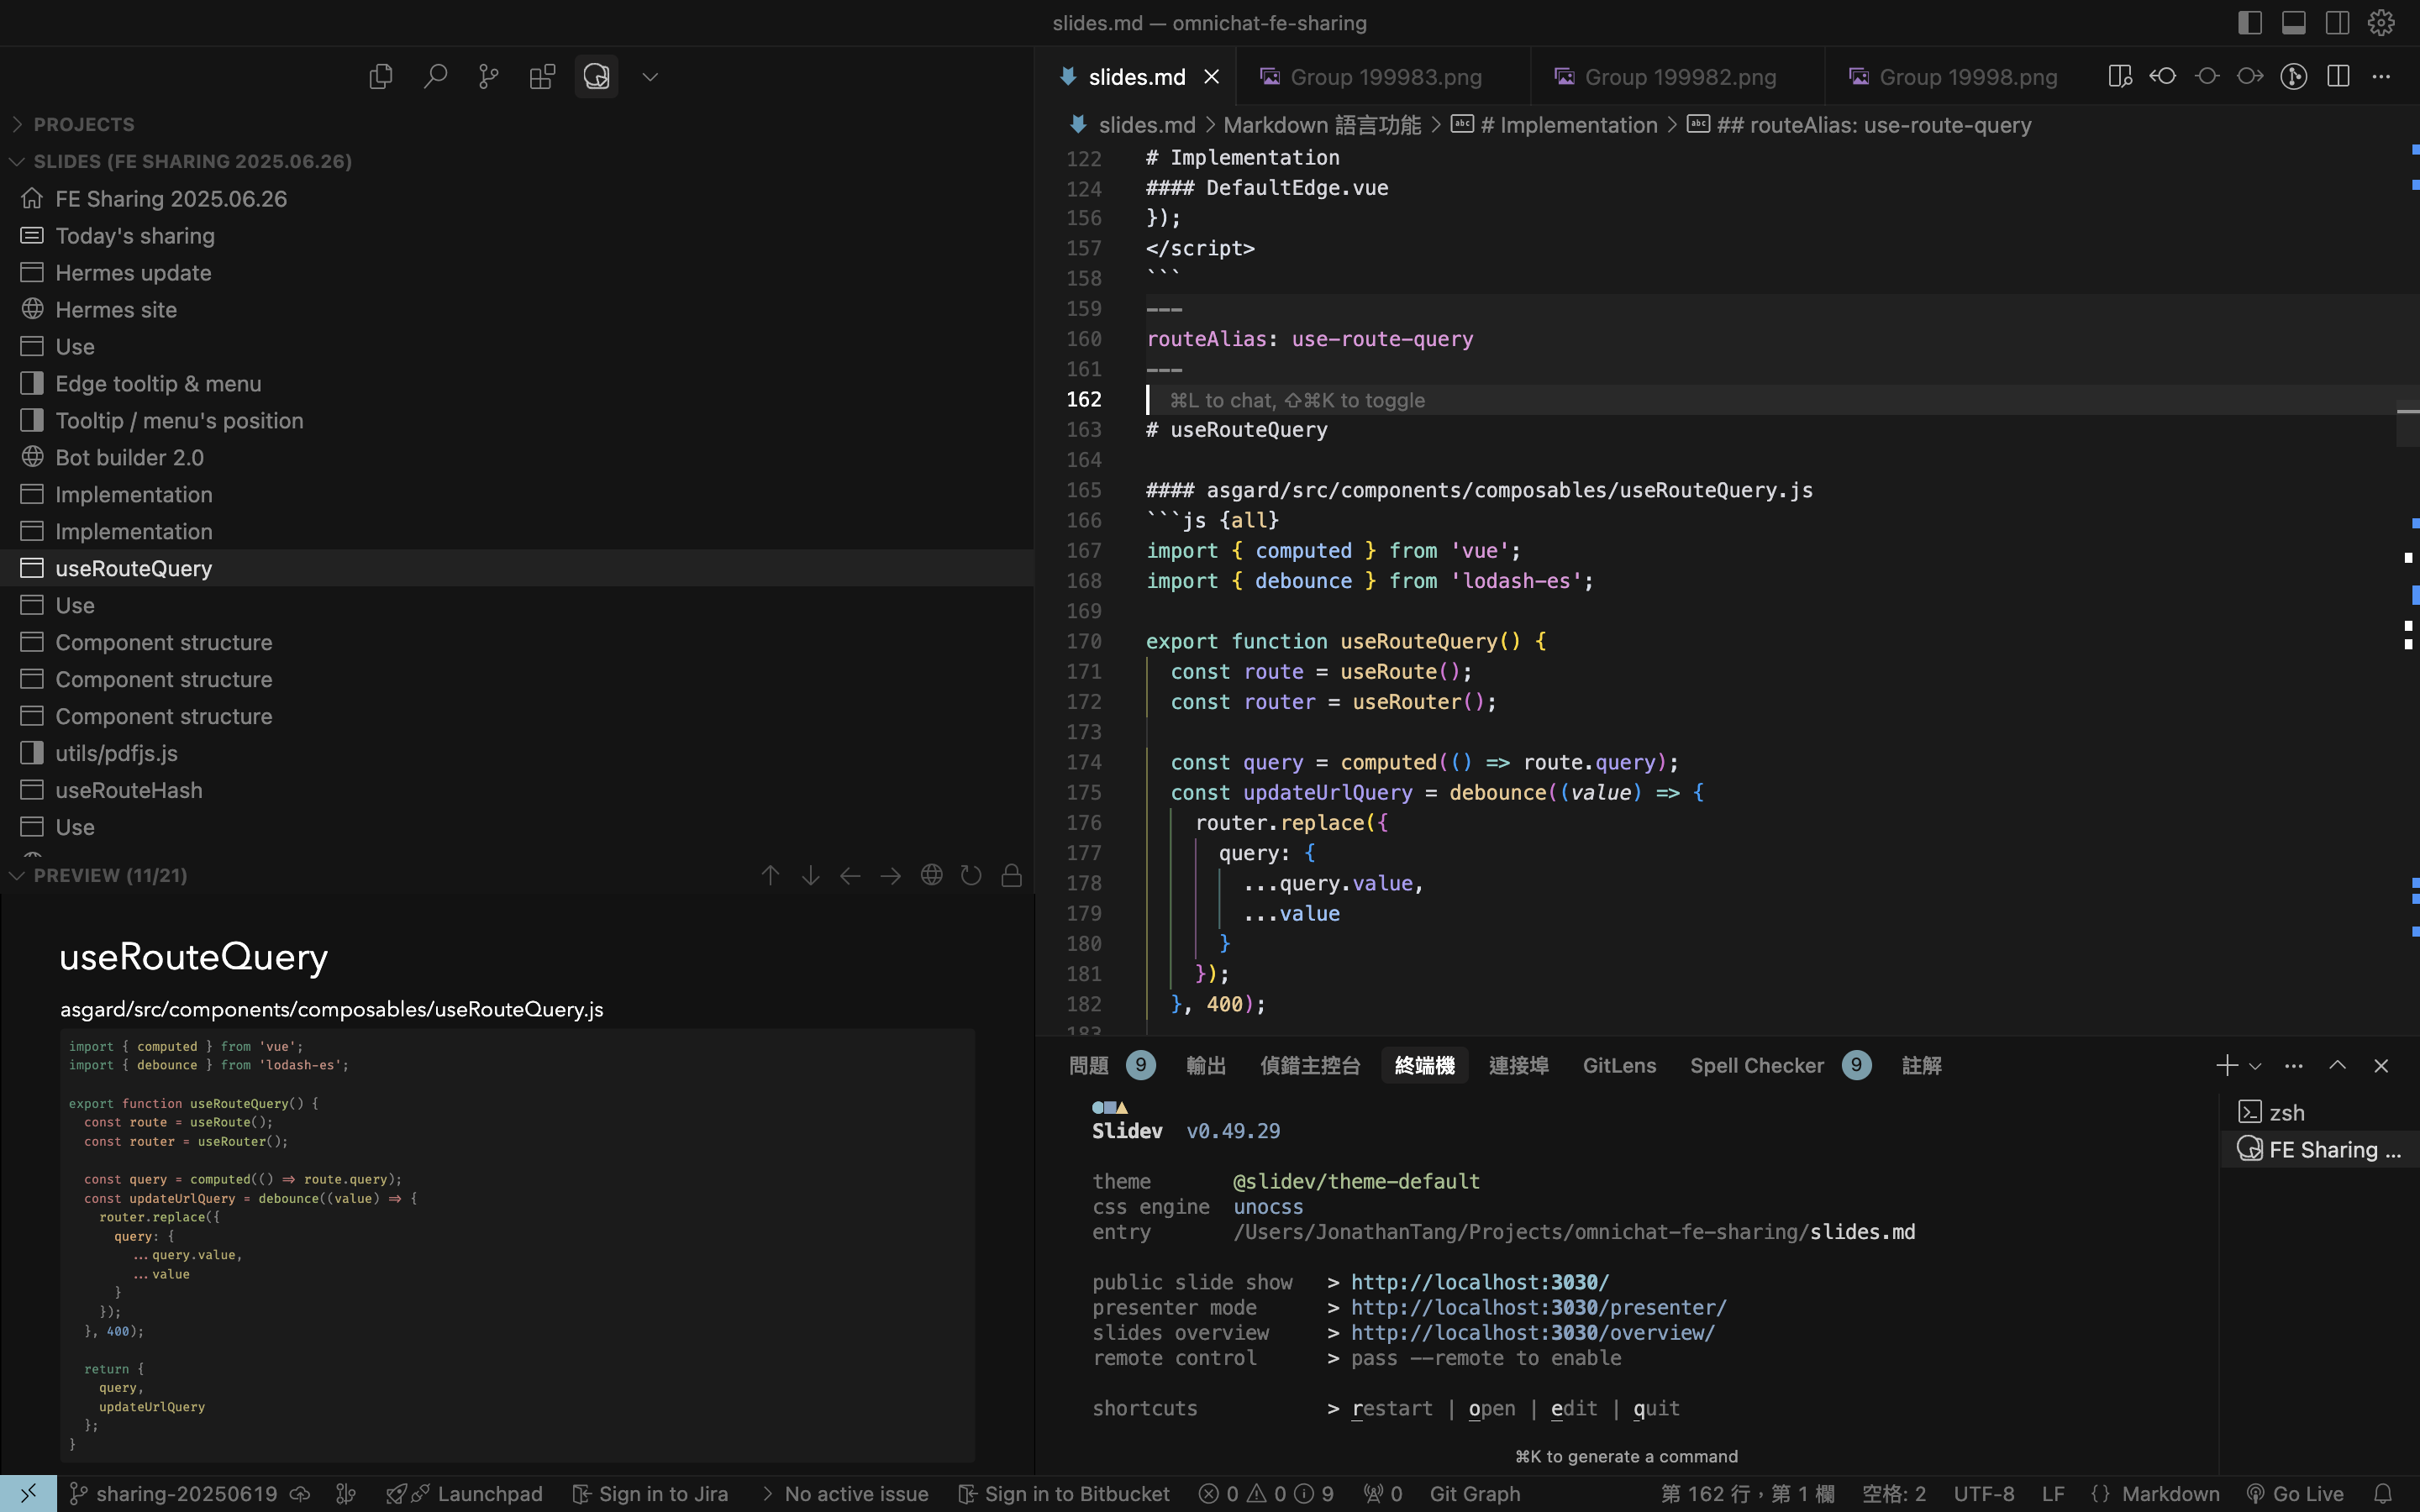 slides.md — omnichat-fe-sharing
PROJECTS
SLIDES (FE SHARING 2025.06.26)
FE Sharing 2025.06.26
Today's sharing
Hermes update
Hermes site
Use
Edge tooltip & menu
Tooltip / menu's position
Bot builder 2.0
Implementation
Implementation
useRouteQuery
Use
Component structure
Component structure
Component structure
utils/pdfjs.js
useRouteHash
Use
PREVIEW (11/21)
useRouteQuery
asgard/src/components/composables/useRouteQuery.js
import { computed } from 'vue';
import { debounce } from 'lodash-es';
export function useRouteQuery() {
const route = useRoute();
const router = useRouter();
const query = computed(() => route.query);
const updateUrlQuery = debounce((value) => {
router.replace({
query: {
...query.value,
...value
}
});
}, 400);
return {
query,
updateUrlQuery
};
}
slides.md
Group 199983.png
Group 199982.png
Group 19998.png
slides.md > Markdown 語言功能 > # Implementation > ## routeAlias: use-route-query
122 # Implementation
124 #### DefaultEdge.vue
156 });
157 </script>
158 ```
159 ---
160 routeAlias: use-route-query
161 ---
162 ⌘L to chat, ⇧⌘K to toggle
163 # useRouteQuery
164
165 #### asgard/src/components/composables/useRouteQuery.js
166 ```js {all}
167 import { computed } from 'vue';
168 import { debounce } from 'lodash-es';
169
170 export function useRouteQuery() {
171 const route = useRoute();
172 const router = useRouter();
173
174 const query = computed(() => route.query);
175 const updateUrlQuery = debounce((value) => {
176 router.replace({
177 query: {
178 ...query.value,
179 ...value
180 }
181 });
182 }, 400);
183
問題 9 輸出 偵錯主控台 終端機 連接埠 GitLens Spell Checker 9 註解
Slidev v0.49.29
theme @slidev/theme-default
css engine unocss
entry /Users/JonathanTang/Projects/omnichat-fe-sharing/slides.md
public slide show > http://localhost:3030/
presenter mode > http://localhost:3030/presenter/
slides overview > http://localhost:3030/overview/
remote control > pass --remote to enable
shortcuts > restart | open | edit | quit
⌘K to generate a command
zsh
FE Sharing ...
sharing-20250619 Launchpad Sign in to Jira No active issue Sign in to Bitbucket 0 0 9 0 Git Graph 第 162 行，第 1 欄 空格: 2 UTF-8 LF {} Markdown Go Live